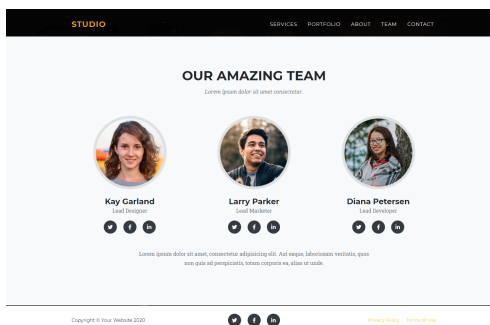 STUDIO
SERVICES PORTFOLIO ABOUT TEAM CONTACT
OUR AMAZING TEAM
Lorem ipsum dolor sit amet consectetur.
Kay Garland
Lead Designer
Larry Parker
Lead Marketer
Diana Petersen
Lead Developer
Lorem ipsum dolor sit amet, consectetur adipisicing elit. Aut eaque, laboriosam veritatis, quos
non quis ad perspiciatis, totam corporis ea, alias ut unde.
Copyright © Your Website 2020
Privacy Policy Terms of Use